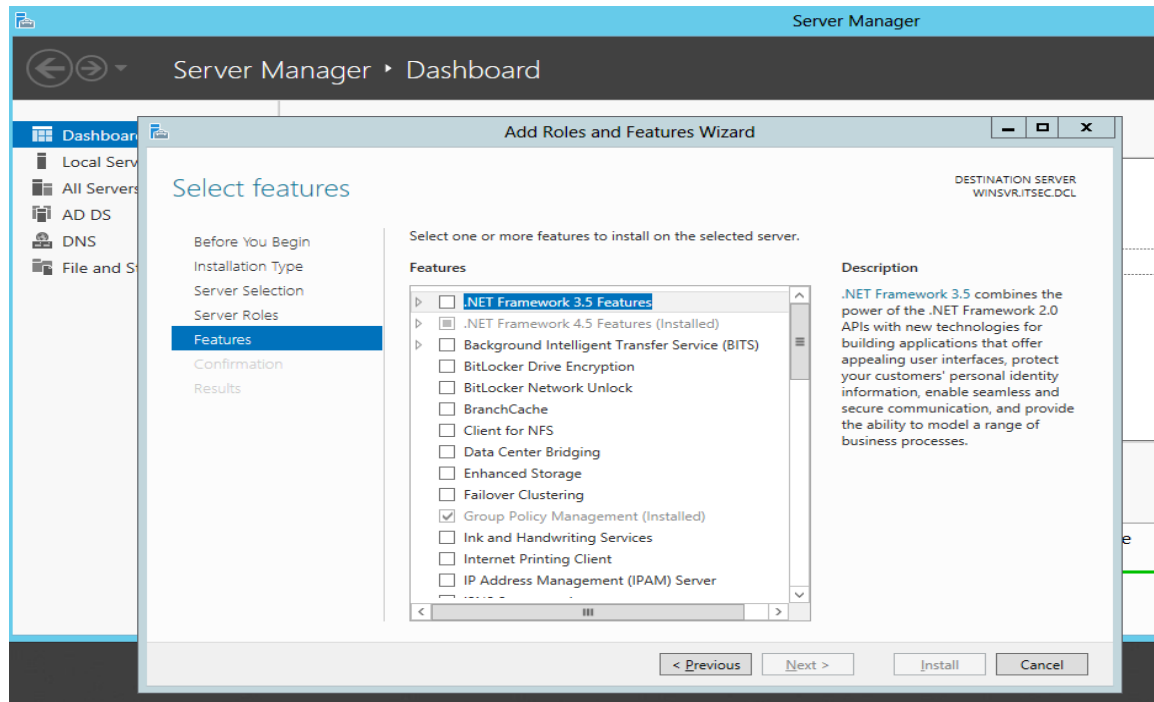 Server Manager
Server Manager ‣ Dashboard
Dashboar
Local Serv
All Servers
AD DS
DNS
File and S
Add Roles and Features Wizard
Select features
DESTINATION SERVER
WINSVR.ITSEC.DCL
Before You Begin
Installation Type
Server Selection
Server Roles
Features
Confirmation
Results
Select one or more features to install on the selected server.
Features
.NET Framework 3.5 Features
.NET Framework 4.5 Features (Installed)
Background Intelligent Transfer Service (BITS)
BitLocker Drive Encryption
BitLocker Network Unlock
BranchCache
Client for NFS
Data Center Bridging
Enhanced Storage
Failover Clustering
Group Policy Management (Installed)
Ink and Handwriting Services
Internet Printing Client
IP Address Management (IPAM) Server
Description
.NET Framework 3.5 combines the
power of the .NET Framework 2.0
APIs with new technologies for
building applications that offer
appealing user interfaces, protect
your customers' personal identity
information, enable seamless and
secure communication, and provide
the ability to model a range of
business processes.
e
< Previous
Next >
Install
Cancel